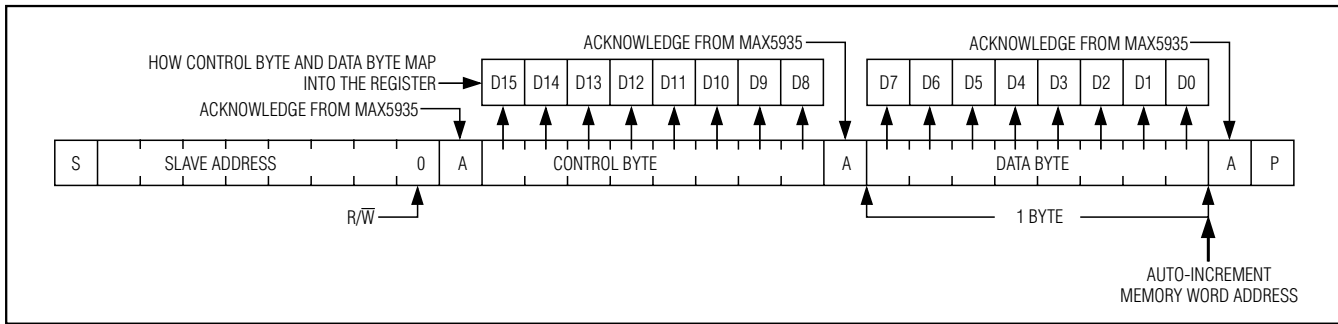 ACKNOWLEDGE FROM MAX5935
ACKNOWLEDGE FROM MAX5935
HOW CONTROL BYTE AND DATA BYTE MAP
INTO THE REGISTER
D15 D14 D13 D12 D11 D10 D9 D8
D7 D6 D5 D4 D3 D2 D1 D0
ACKNOWLEDGE FROM MAX5935
S SLAVE ADDRESS 0 A CONTROL BYTE A DATA BYTE A P
R/W̅
1 BYTE
AUTO-INCREMENT
MEMORY WORD ADDRESS